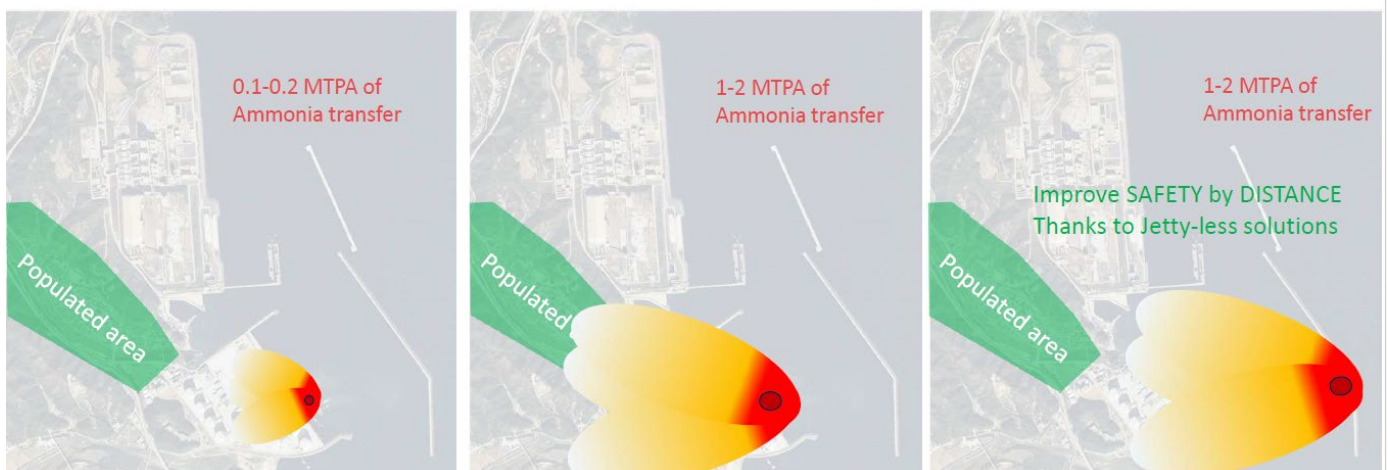 0.1-0.2 MTPA of
Ammonia transfer
Populated area
1-2 MTPA of
Ammonia transfer
Populated
1-2 MTPA of
Ammonia transfer
Improve SAFETY by DISTANCE
Thanks to Jetty-less solutions
Populated area